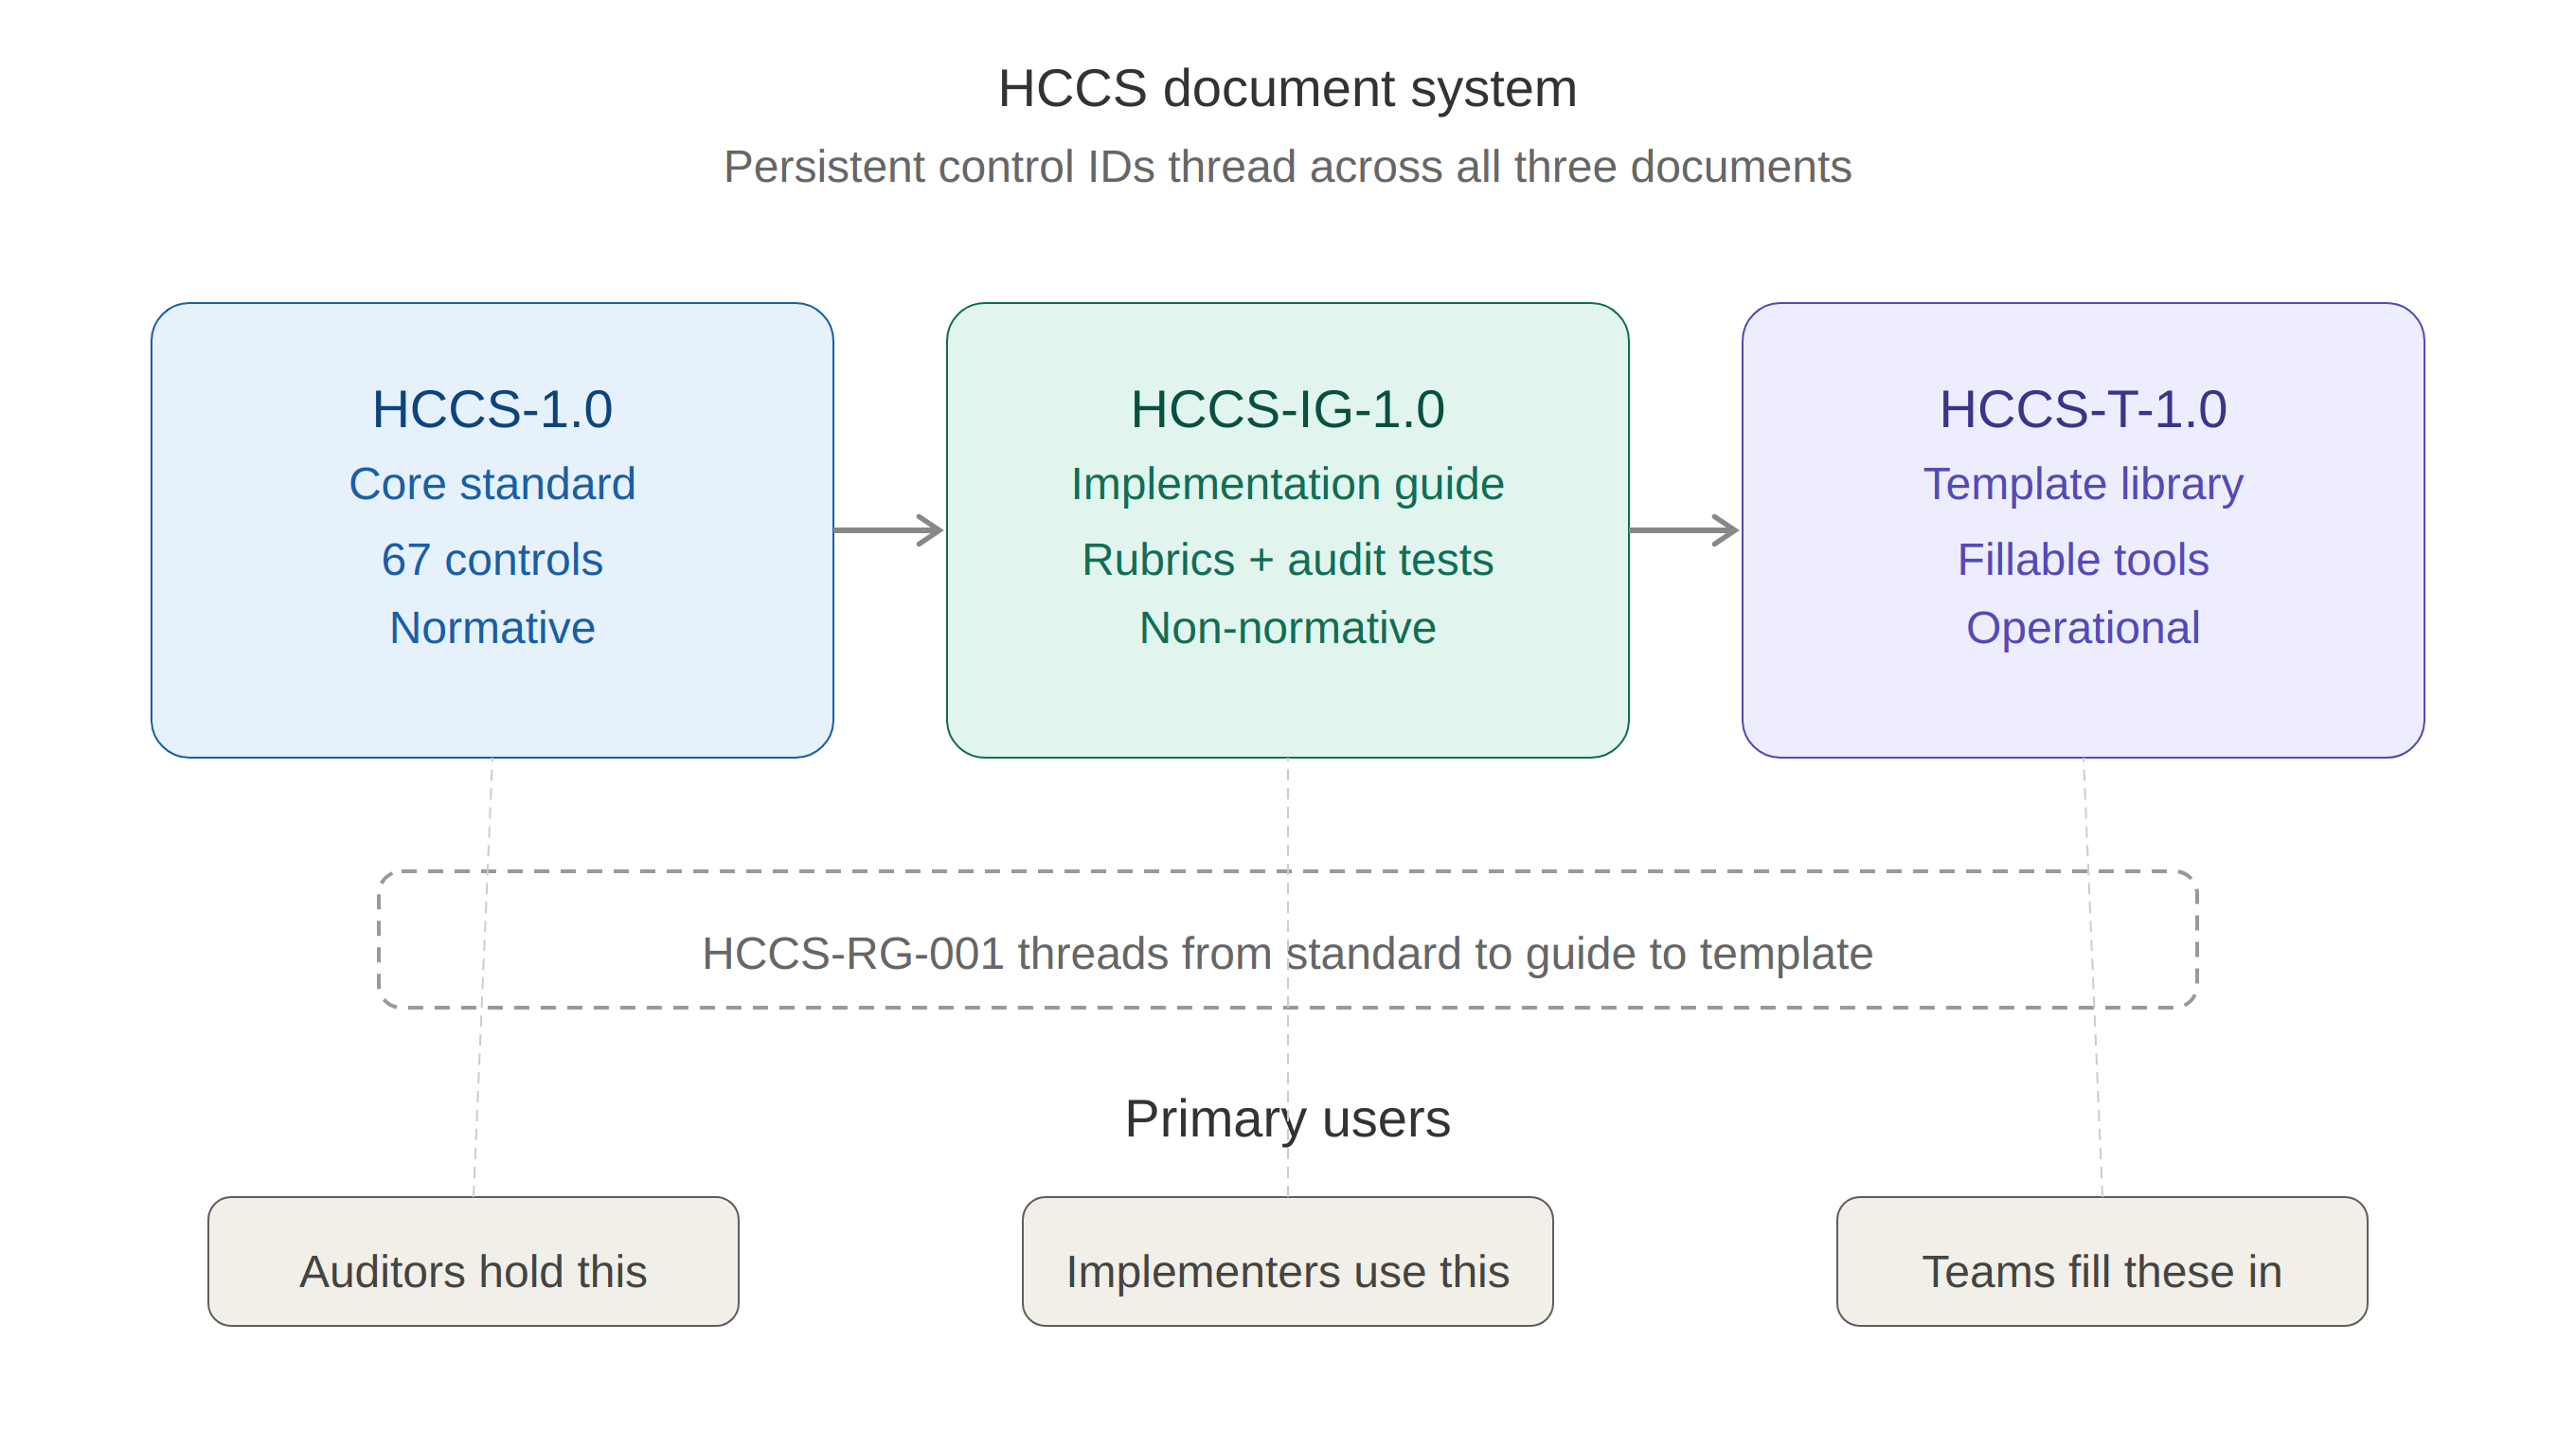 HCCS document system
Persistent control IDs thread across all three documents
HCCS-1.0
Core standard
67 controls
Normative
HCCS-IG-1.0
Implementation guide
Rubrics + audit tests
Non-normative
HCCS-T-1.0
Template library
Fillable tools
Operational
HCCS-RG-001 threads from standard to guide to template
Primary users
Auditors hold this
Implementers use this
Teams fill these in